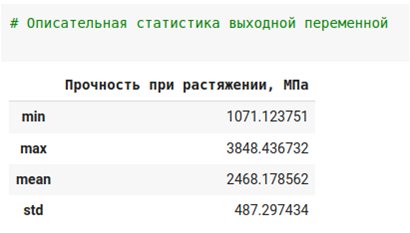 # Описательная статистика выходной переменной
Прочность при растяжении, МПа
min 1071.123751
max 3848.436732
mean 2468.178562
std 487.297434